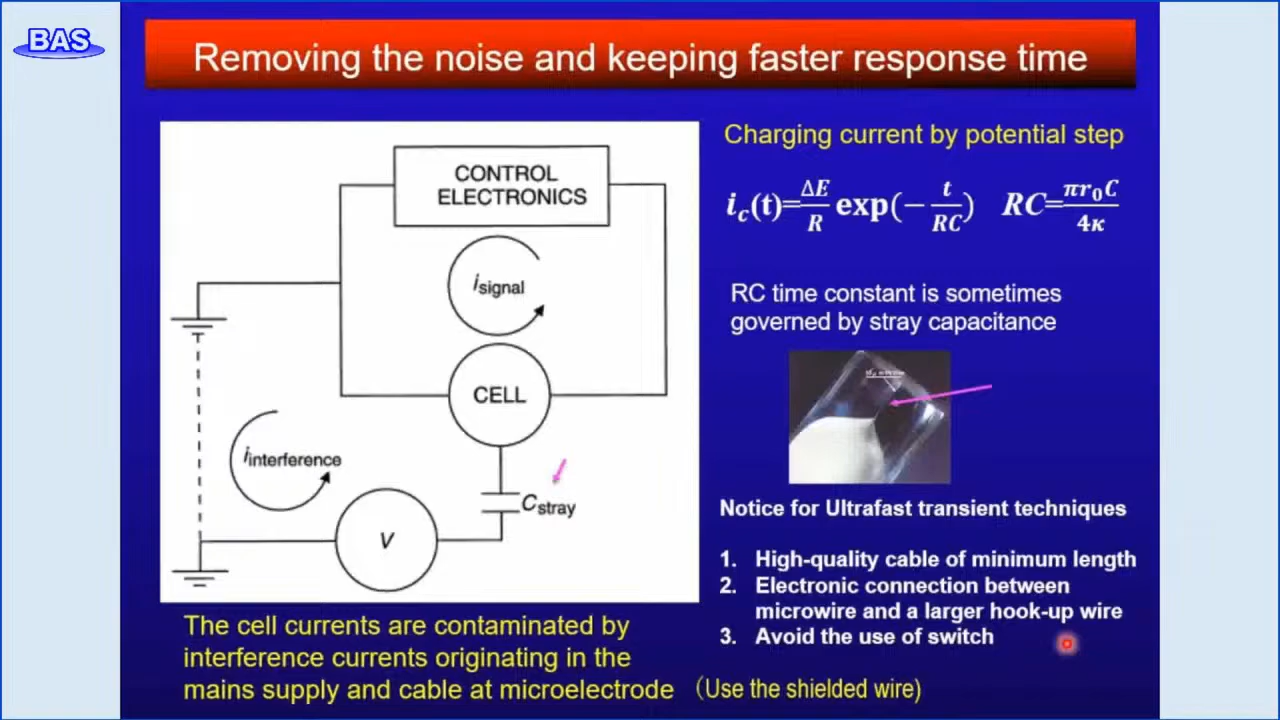 BAS
Removing the noise and keeping faster response time
CONTROL
ELECTRONICS
i signal
CELL
i interference
C stray
V
The cell currents are contaminated by
interference currents originating in the
mains supply and cable at microelectrode (Use the shielded wire)
Charging current by potential step
i_c(t)=ΔE/R exp(−t/RC) RC=πr₀C/4κ
RC time constant is sometimes
governed by stray capacitance
Notice for Ultrafast transient techniques
1. High-quality cable of minimum length
2. Electronic connection between
microwire and a larger hook-up wire
3. Avoid the use of switch